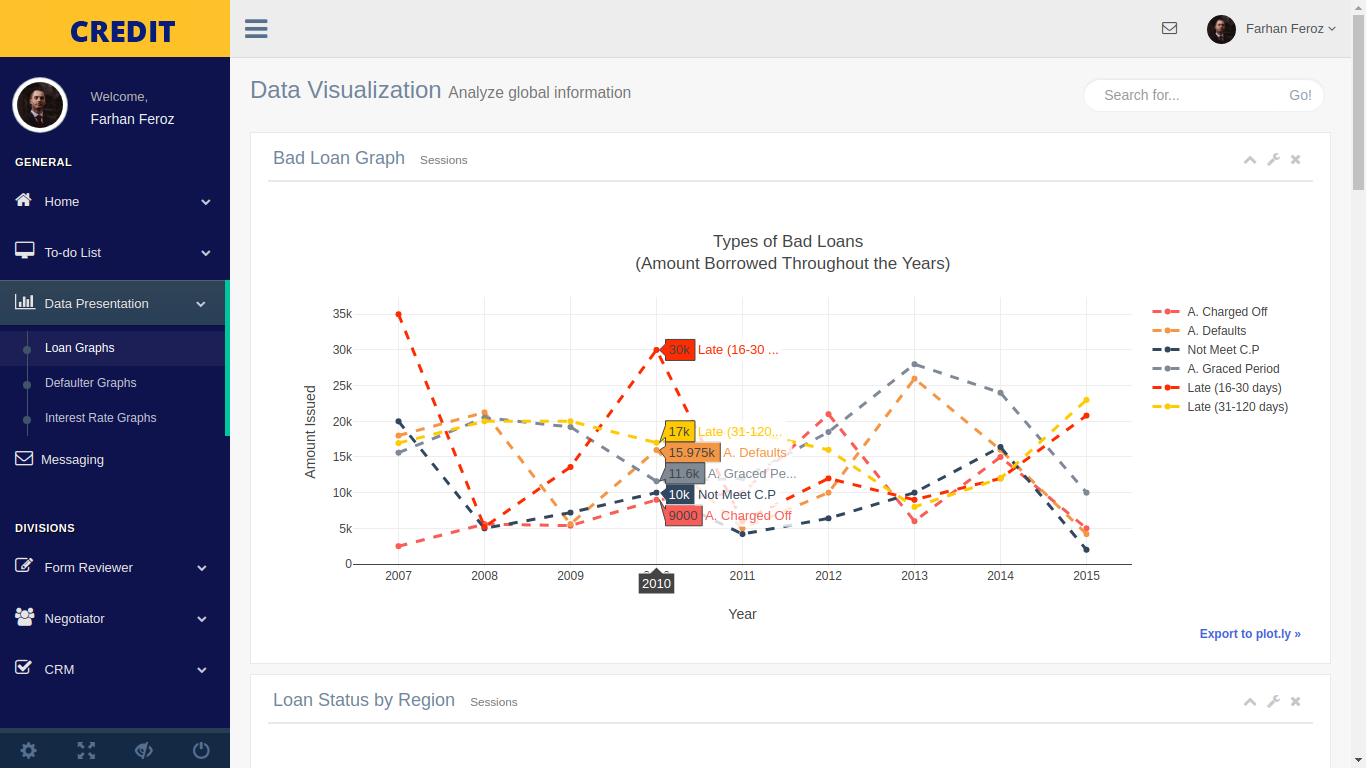 CREDIT
Farhan Feroz
Welcome,
Farhan Feroz
GENERAL
Home
To-do List
Data Presentation
Loan Graphs
Defaulter Graphs
Interest Rate Graphs
Messaging
DIVISIONS
Form Reviewer
Negotiator
CRM
Data Visualization Analyze global information
Search for... Go!
Bad Loan Graph Sessions
Types of Bad Loans
(Amount Borrowed Throughout the Years)
Amount Issued
35k
30k
25k
20k
15k
10k
5k
0
30k Late (16-30 ...
17k Late (31-120...
15.975k A. Defaults
11.6k A. Graced Pe...
10k Not Meet C.P
9000 A. Charged Off
2007 2008 2009 2010 2011 2012 2013 2014 2015
Year
A. Charged Off
A. Defaults
Not Meet C.P
A. Graced Period
Late (16-30 days)
Late (31-120 days)
Export to plot.ly »
Loan Status by Region Sessions